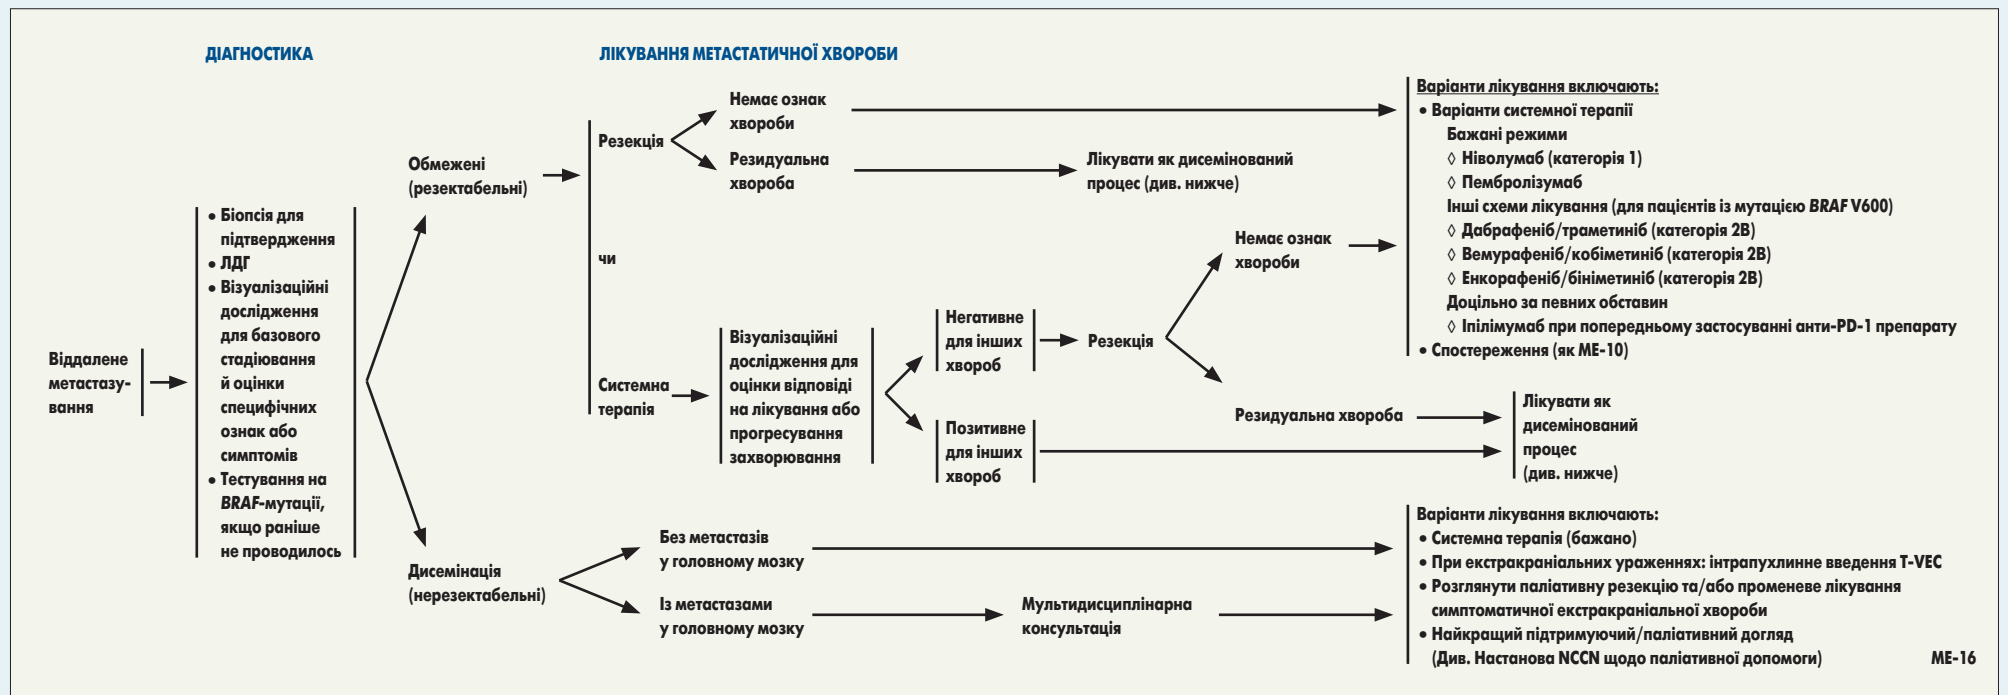 ДІАГНОСТИКА
ЛІКУВАННЯ МЕТАСТАТИЧНОЇ ХВОРОБИ
Віддалене
метастазу-
вання
• Біопсія для
підтвердження
• ЛДГ
• Візуалізаційні
дослідження
для базового
стадіювання
й оцінки
специфічних
ознак або
симптомів
• Тестування на
BRAF-мутації,
якщо раніше
не проводилось
Обмежені
(резектабельні)
Резекція
Немає ознак
хвороби
Резидуальна
хвороба
Лікувати як дисемінований
процес (див. нижче)
чи
Системна
терапія
Візуалізаційні
дослідження для
оцінки відповіді
на лікування або
прогресування
захворювання
Негативне
для інших
хвороб
Позитивне
для інших
хвороб
Резекція
Немає ознак
хвороби
Резидуальна хвороба
Лікувати як
дисемінований
процес
(див. нижче)
Варіанти лікування включають:
• Варіанти системної терапії
Бажані режими
◊ Ніволумаб (категорія 1)
◊ Пембролізумаб
Інші схеми лікування (для пацієнтів із мутацією BRAF V600)
◊ Дабрафеніб/траметиніб (категорія 2В)
◊ Вемурафеніб/кобіметиніб (категорія 2В)
◊ Енкорафеніб/бініметиніб (категорія 2В)
Доцільно за певних обставин
◊ Іпілімумаб при попередньому застосуванні анти-PD-1 препарату
• Спостереження (як МЕ-10)
Дисемінація
(нерезектабельні)
Без метастазів
у головному мозку
Із метастазами
у головному мозку
Мультидисциплінарна
консультація
Варіанти лікування включають:
• Системна терапія (бажано)
• При екстракраніальних ураженнях: інтрапухлинне введення T-VEC
• Розглянути паліативну резекцію та/або променеве лікування
симптоматичної екстракраніальної хвороби
• Найкращий підтримуючий/паліативний догляд
(Див. Настанова NCCN щодо паліативної допомоги)
МЕ-16